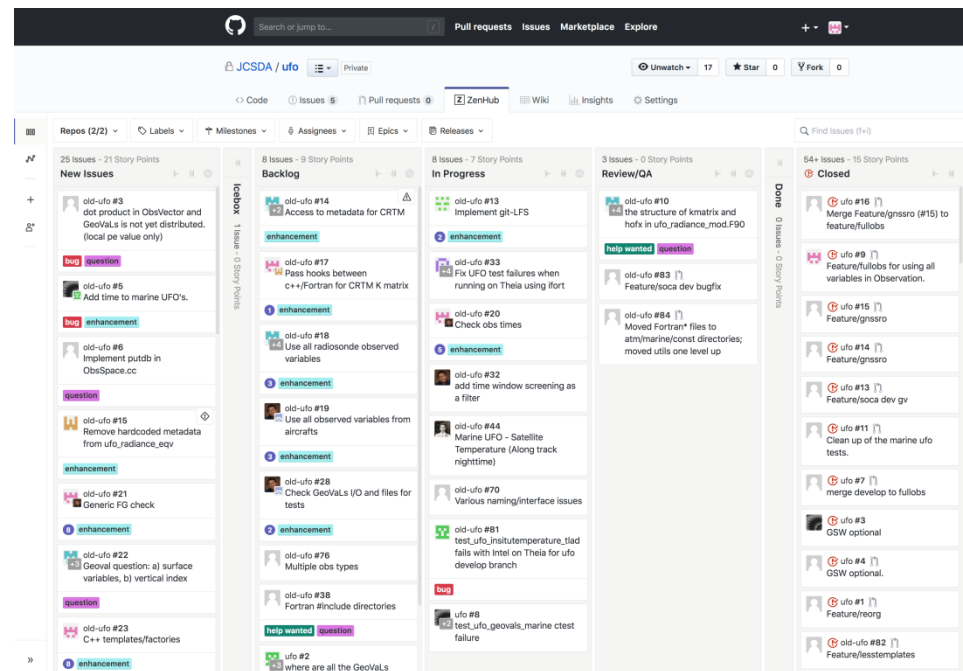 Search or jump to...
/
Pull requests Issues Marketplace Explore
JCSDA / ufo
Private
Unwatch 17
Star 0
Fork 0
Code
Issues 5
Pull requests 0
ZenHub
Wiki
Insights
Settings
Repos (2/2)
Labels
Milestones
Assignees
Epics
Releases
Find Issues (f+i)
25 Issues - 21 Story Points
New Issues
old-ufo #3
dot product in ObsVector and
GeoVaLs is not yet distributed.
(local pe value only)
bug question
old-ufo #5
Add time to marine UFO's.
bug enhancement
old-ufo #6
Implement putdb in
ObsSpace.cc
question
old-ufo #15
Remove hardcoded metadata
from ufo_radiance_eqv
enhancement
old-ufo #21
Generic FG check
8 enhancement
old-ufo #22
+3 Geoval question: a) surface
variables, b) vertical index
question
old-ufo #23
C++ templates/factories
8 enhancement
Icebox 1 Issue - 0 Story Points
8 Issues - 9 Story Points
Backlog
old-ufo #14
+2 Access to metadata for CRTM
enhancement
old-ufo #17
Pass hooks between
c++/Fortran for CRTM K matrix
1 enhancement
old-ufo #18
+4 Use all radiosonde observed
variables
3 enhancement
old-ufo #19
Use all observed variables from
aircrafts
3 enhancement
old-ufo #28
Check GeoVaLs I/O and files for
tests
2 enhancement
old-ufo #76
Multiple obs types
old-ufo #38
Fortran #include directories
help wanted question
ufo #2
+3 where are all the GeoVaLs
8 Issues - 7 Story Points
In Progress
old-ufo #13
Implement git-LFS
2 enhancement
old-ufo #33
+4 Fix UFO test failures when
running on Theia using ifort
old-ufo #20
Check obs times
5 enhancement
old-ufo #32
add time window screening as
a filter
old-ufo #44
Marine UFO - Satellite
Temperature (Along track
nighttime)
old-ufo #70
Various naming/interface issues
old-ufo #81
test_ufo_insitutemperature_tlad
fails with Intel on Theia for ufo
develop branch
bug
ufo #8
+2 test_ufo_geovals_marine ctest
failure
3 Issues - 0 Story Points
Review/QA
old-ufo #10
+4 the structure of kmatrix and
hofx in ufo_radiance_mod.F90
help wanted question
old-ufo #83
Feature/soca dev bugfix
old-ufo #84
Moved Fortran* files to
atm/marine/const directories;
moved utils one level up
Done 0 Issues - 0 Story Points
54+ Issues - 15 Story Points
Closed
ufo #16
Merge Feature/gnssro (#15) to
feature/fullobs
ufo #9
Feature/fullobs for using all
variables in Observation.
ufo #15
Feature/gnssro
ufo #14
Feature/gnssro
ufo #13
Feature/soca dev gv
ufo #11
Clean up of the marine ufo
tests.
ufo #7
merge develop to fullobs
ufo #3
GSW optional
ufo #4
GSW optional.
ufo #1
Feature/reorg
old-ufo #82
Feature/lesstemplates